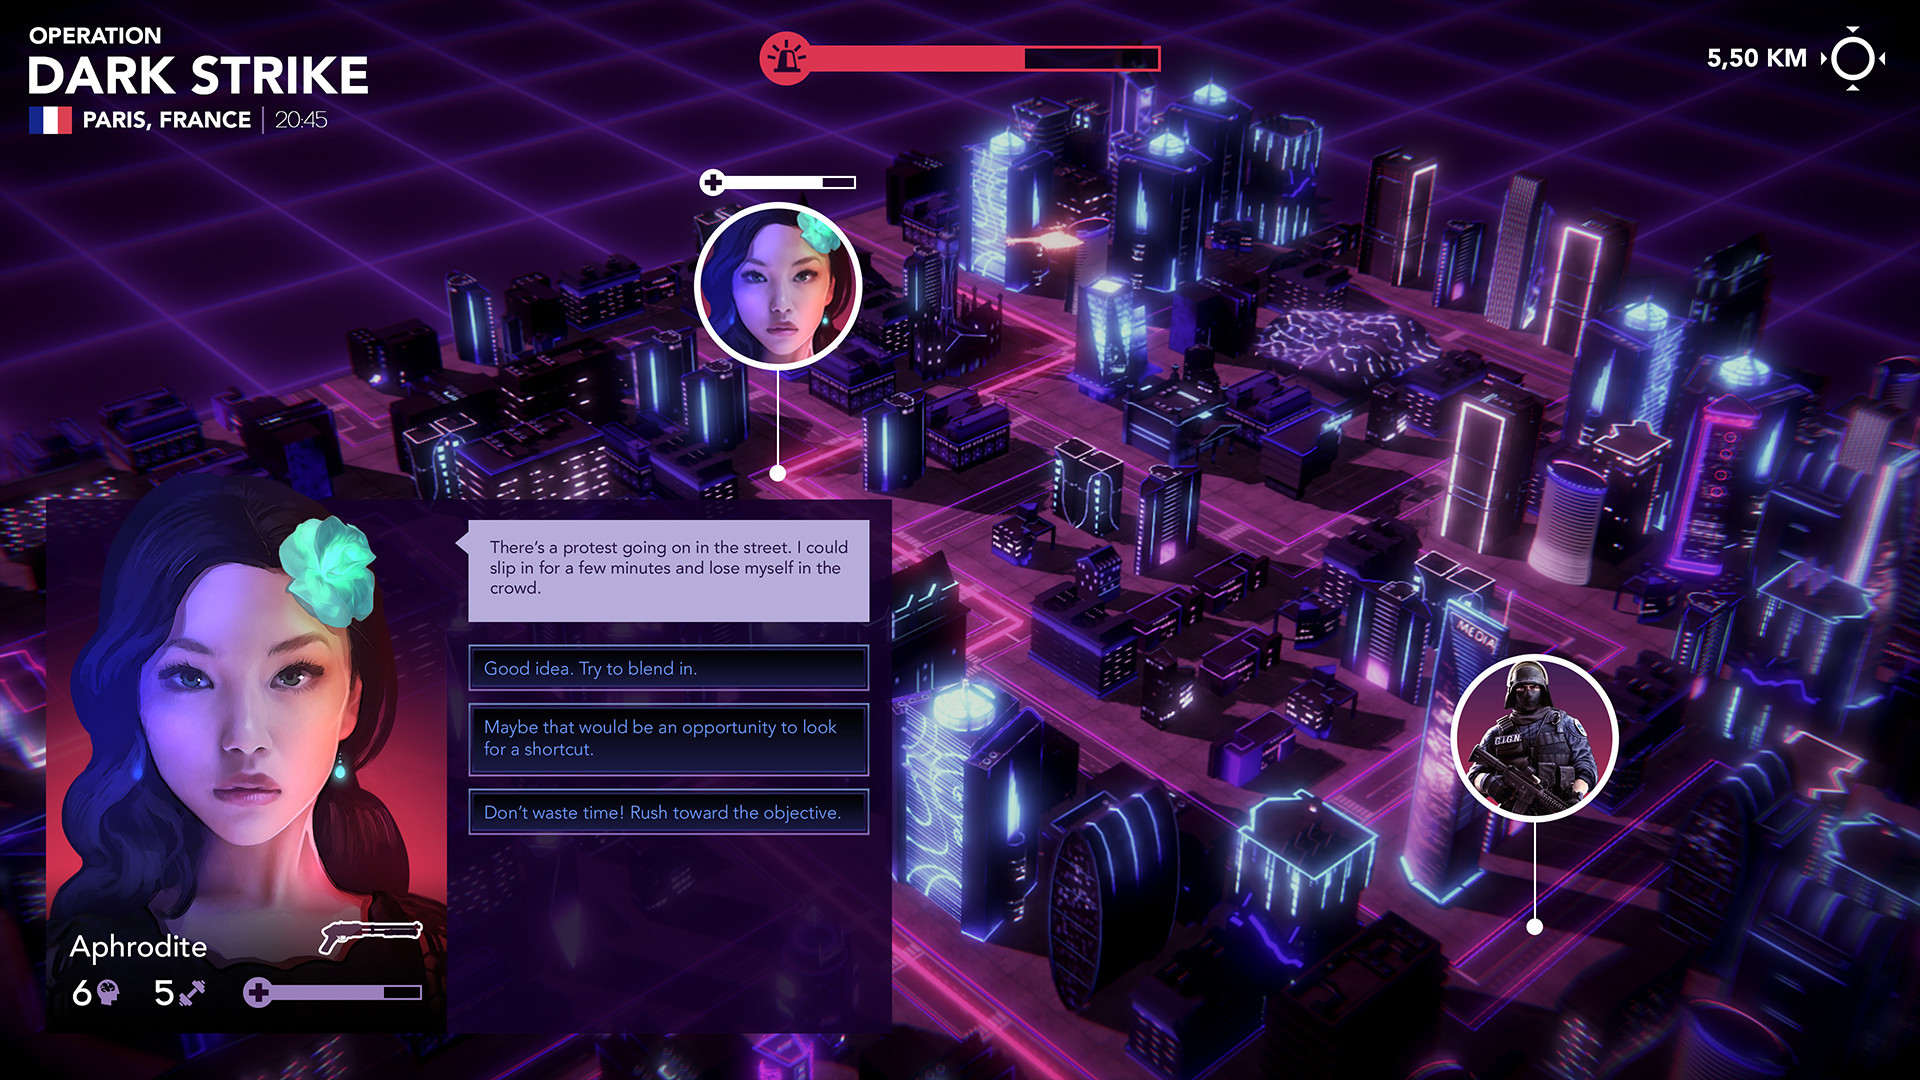 OPERATION
DARK STRIKE
PARIS, FRANCE | 20:45
5,50 KM
There's a protest going on in the street. I could
slip in for a few minutes and lose myself in the
crowd.
Good idea. Try to blend in.
Maybe that would be an opportunity to look
for a shortcut.
Don't waste time! Rush toward the objective.
MEDIA
G.I.G.N.
Aphrodite
6 5